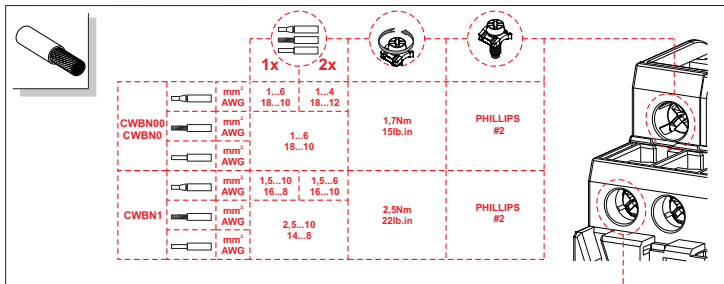 1x 2x
CWBN00
CWBN0
mm²
AWG
1...6
18...10
1...4
18...12
mm²
AWG
1...6
18...10
mm²
AWG
1,7Nm
15lb.in
PHILLIPS
#2
CWBN1
mm²
AWG
1,5...10
16...8
1,5...6
16...10
mm²
AWG
2,5...10
14...8
mm²
AWG
2,5Nm
22lb.in
PHILLIPS
#2